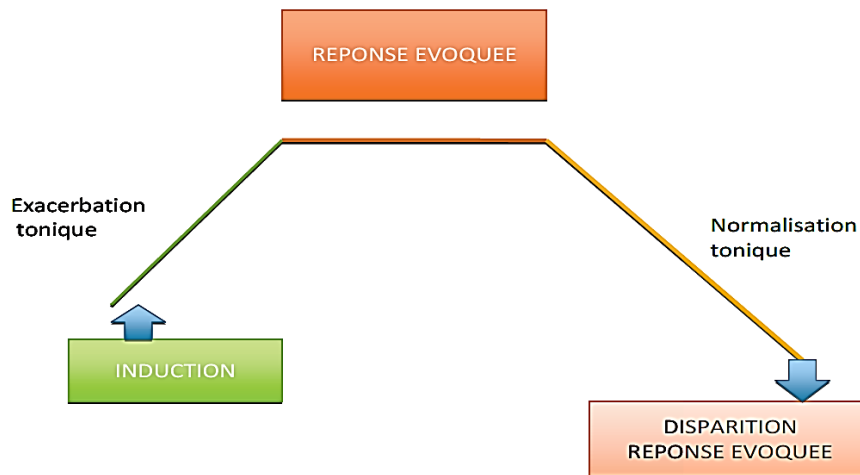 REPONSE EVOQUEE
Exacerbation
tonique
Normalisation
tonique
INDUCTION
DISPARITION
REPONSE EVOQUEE